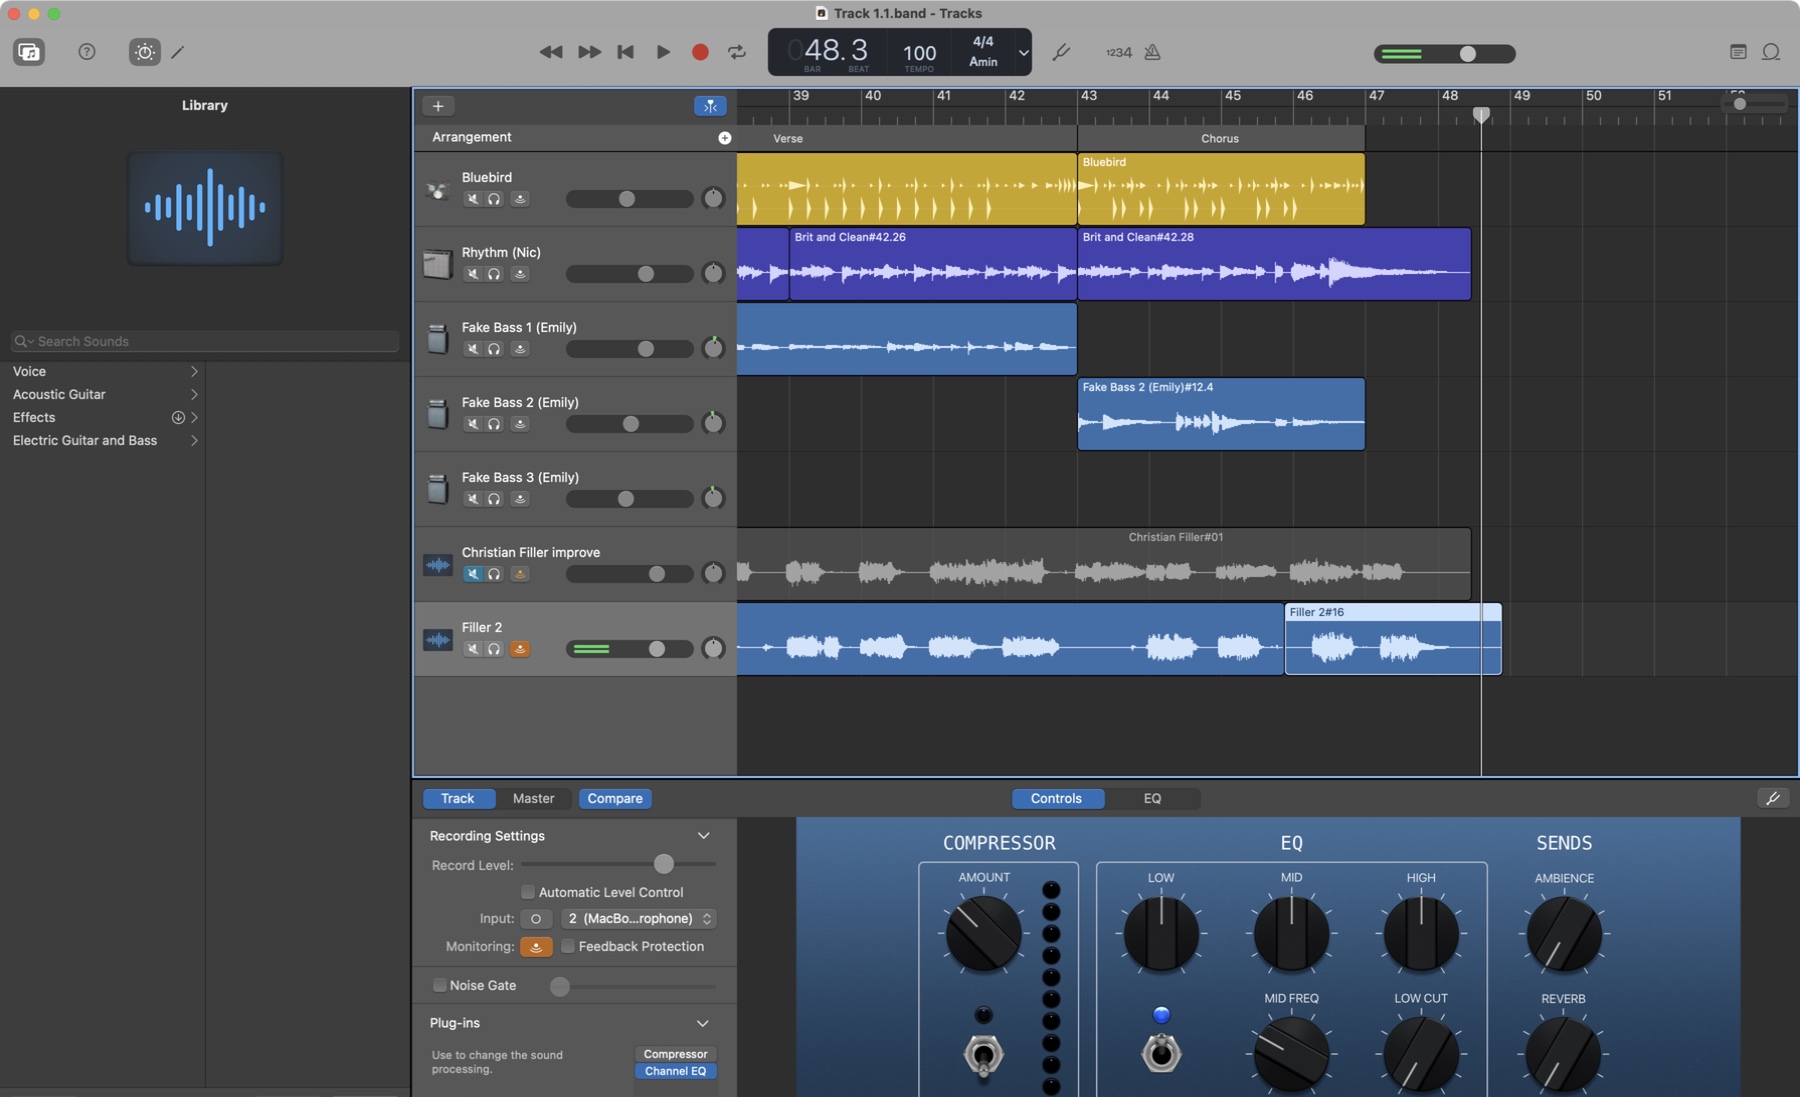 Track 1.1.band - Tracks
048.3
BAR BEAT
100
TEMPO
4/4
Amin
1234
Library
Search Sounds
Voice
Acoustic Guitar
Effects
Electric Guitar and Bass
39 40 41 42 43 44 45 46 47 48 49 50 51
Arrangement
Verse
Chorus
Bluebird
Bluebird
Rhythm (Nic)
Brit and Clean#42.26
Brit and Clean#42.28
Fake Bass 1 (Emily)
Fake Bass 2 (Emily)
Fake Bass 2 (Emily)#12.4
Fake Bass 3 (Emily)
Christian Filler improve
Christian Filler#01
Filler 2
Filler 2#16
Track
Master
Compare
Controls
EQ
Recording Settings
Record Level:
Automatic Level Control
Input:
2 (MacBo...rophone)
Monitoring:
Feedback Protection
Noise Gate
Plug-ins
Use to change the sound
processing.
Compressor
Channel EQ
COMPRESSOR
AMOUNT
EQ
LOW
MID
HIGH
MID FREQ
LOW CUT
SENDS
AMBIENCE
REVERB